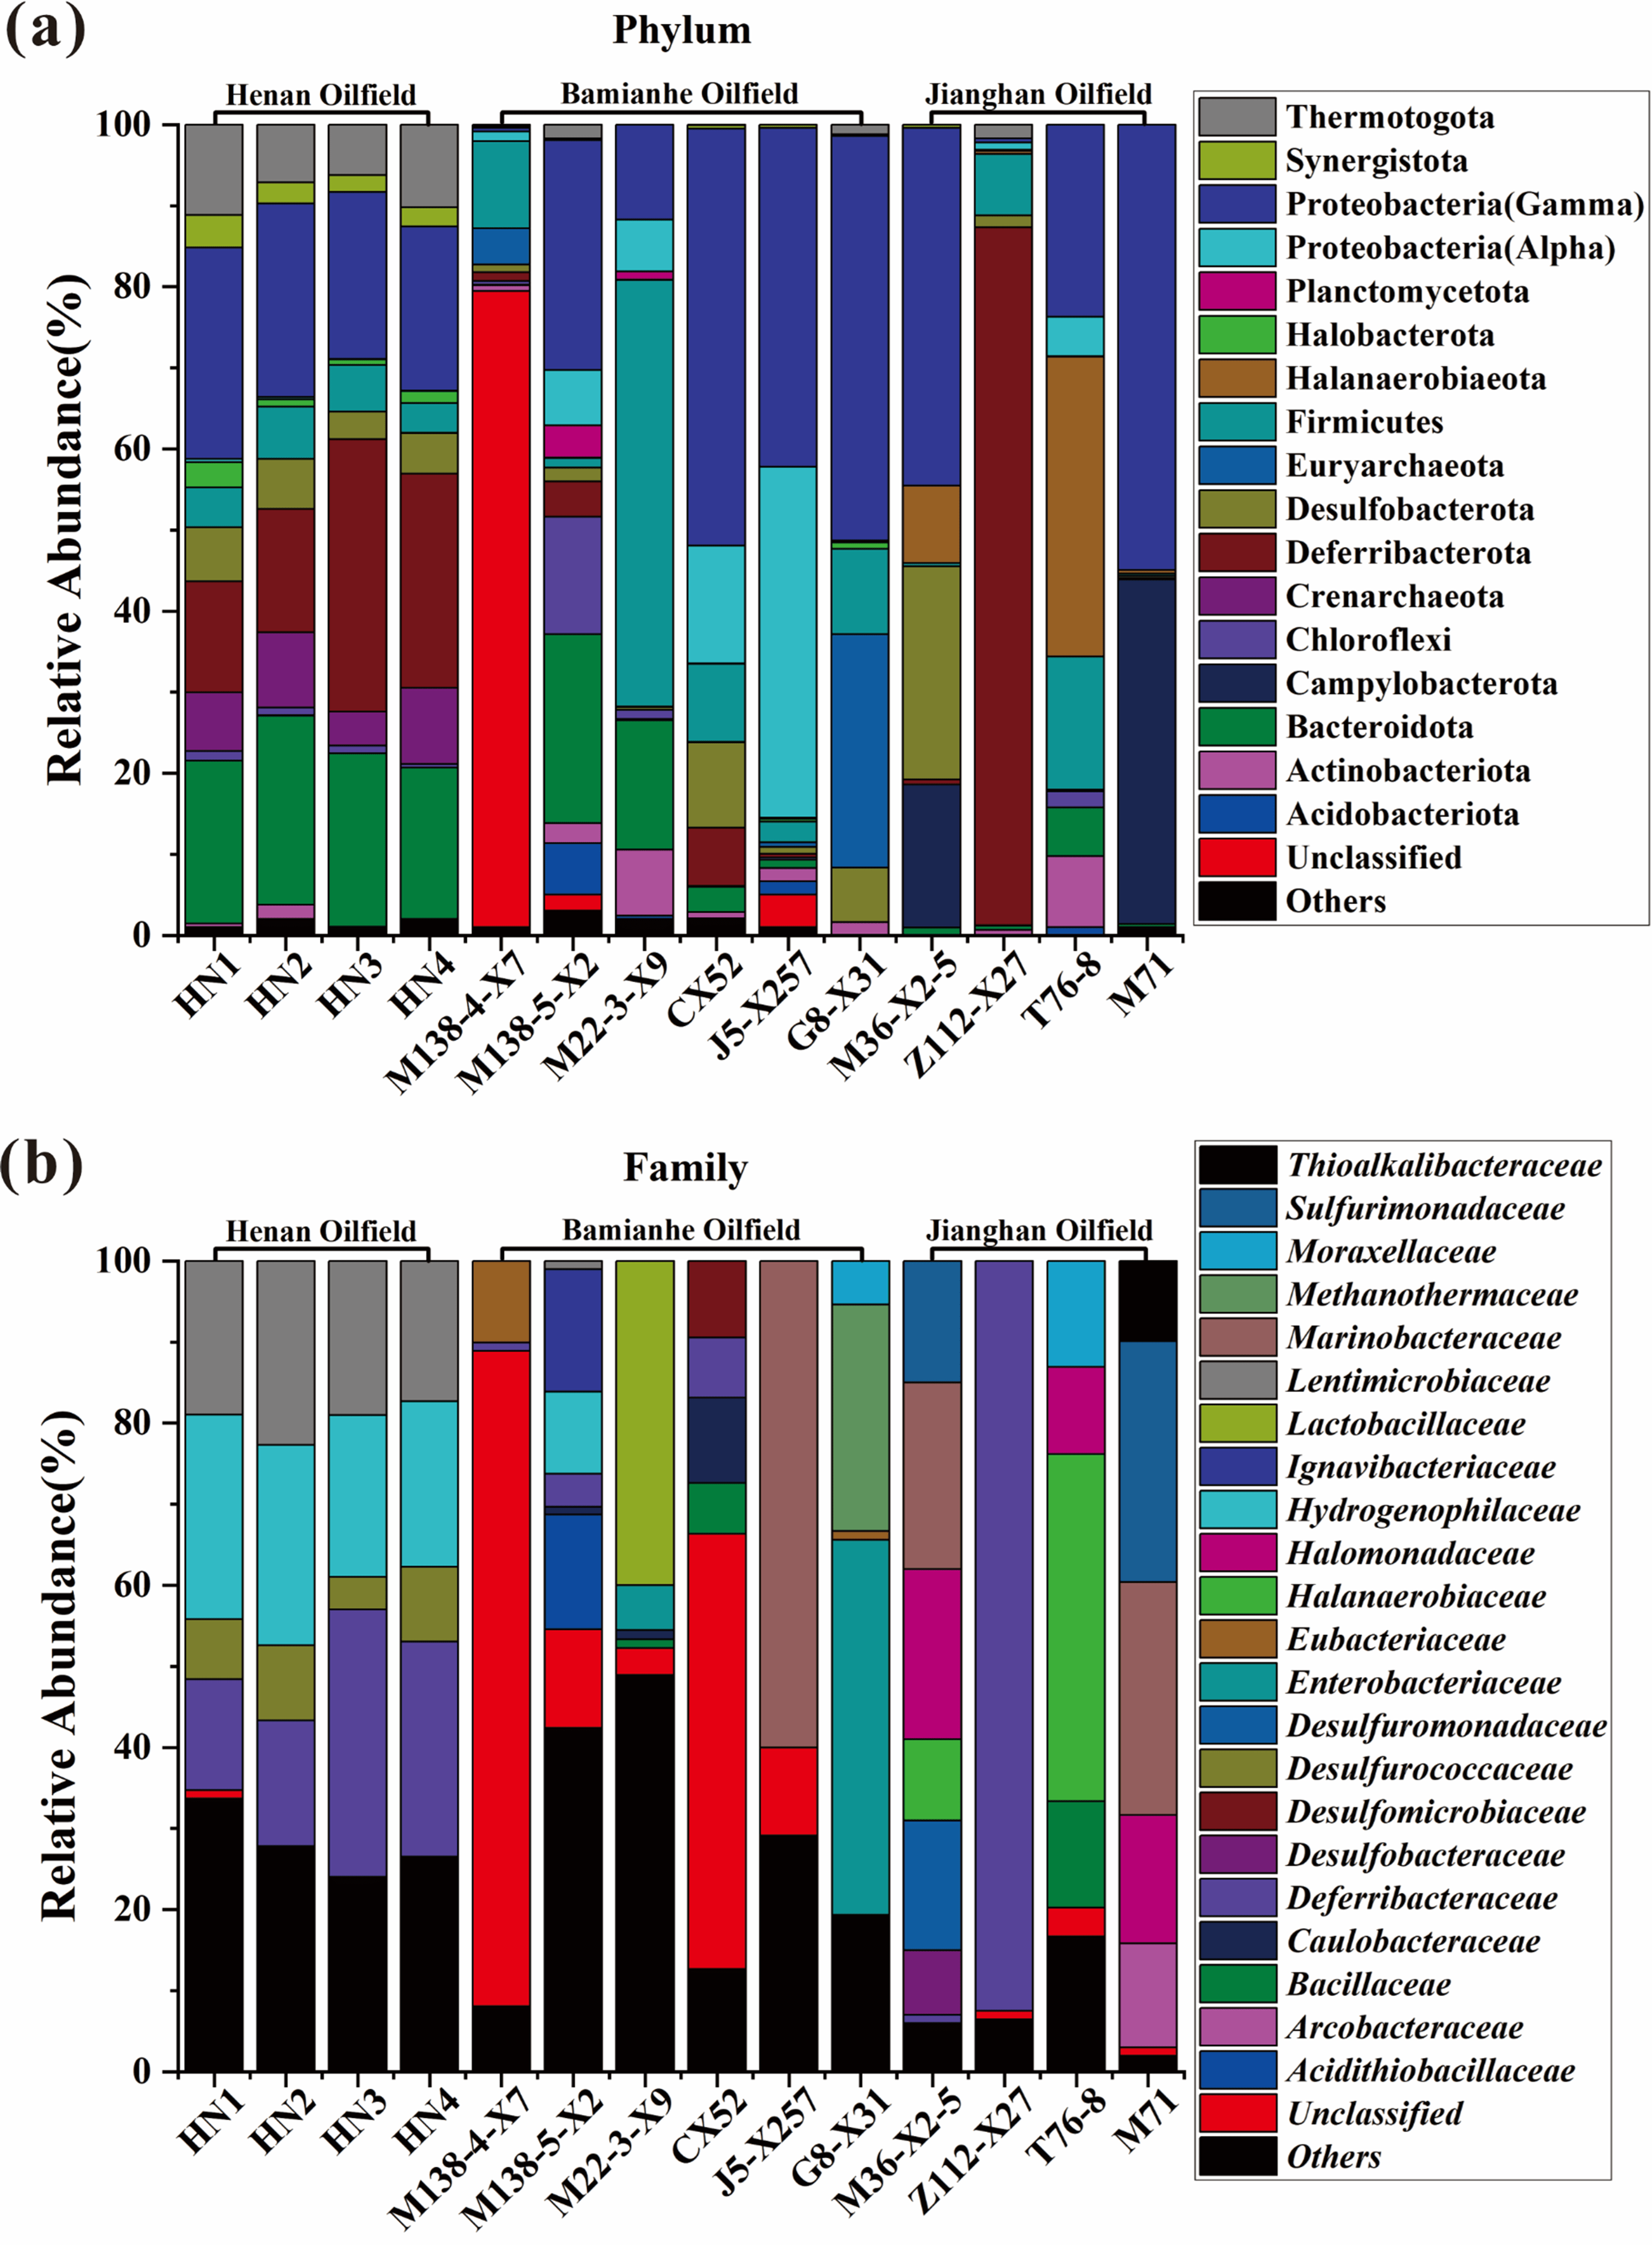 (a)
Phylum
Henan Oilfield
Bamianhe Oilfield
Jianghan Oilfield
Relative Abundance(%)
100
80
60
40
20
0
HN1
HN2
HN3
HN4
M138-4-X7
M138-5-X2
M22-3-X9
CX52
J5-X257
G8-X31
M36-X2-5
Z112-X27
T76-8
M71
Thermotogota
Synergistota
Proteobacteria(Gamma)
Proteobacteria(Alpha)
Planctomycetota
Halobacterota
Halanaerobiaeota
Firmicutes
Euryarchaeota
Desulfobacterota
Deferribacterota
Crenarchaeota
Chloroflexi
Campylobacterota
Bacteroidota
Actinobacteriota
Acidobacteriota
Unclassified
Others
(b)
Family
Henan Oilfield
Bamianhe Oilfield
Jianghan Oilfield
Relative Abundance(%)
100
80
60
40
20
0
HN1
HN2
HN3
HN4
M138-4-X7
M138-5-X2
M22-3-X9
CX52
J5-X257
G8-X31
M36-X2-5
Z112-X27
T76-8
M71
Thioalkalibacteraceae
Sulfurimonadaceae
Moraxellaceae
Methanothermaceae
Marinobacteraceae
Lentimicrobiaceae
Lactobacillaceae
Ignavibacteriaceae
Hydrogenophilaceae
Halomonadaceae
Halanaerobiaceae
Eubacteriaceae
Enterobacteriaceae
Desulfuromonadaceae
Desulfurococcaceae
Desulfomicrobiaceae
Desulfobacteraceae
Deferribacteraceae
Caulobacteraceae
Bacillaceae
Arcobacteraceae
Acidithiobacillaceae
Unclassified
Others